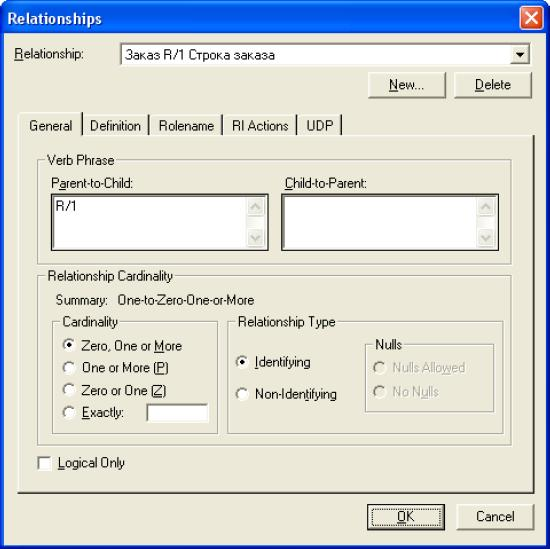 Relationships
Relationship: Заказ R/1 Строка заказа
New... Delete
General Definition Rolename RI Actions UDP
Verb Phrase
Parent-to-Child: Child-to-Parent:
R/1
Relationship Cardinality
Summary: One-to-Zero-One-or-More
Cardinality Relationship Type
Zero, One or More
One or More (P)
Zero or One (Z)
Exactly:
Identifying
Non-Identifying
Nulls
Nulls Allowed
No Nulls
Logical Only
OK Cancel